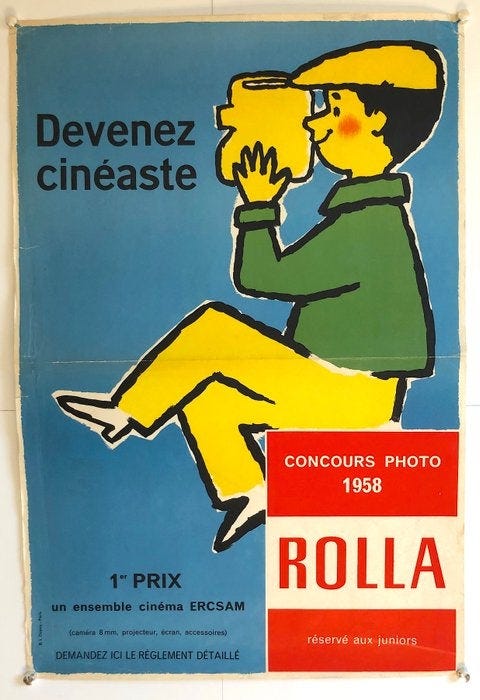 Devenez
cinéaste
CONCOURS PHOTO
1958
ROLLA
réservé aux juniors
1er PRIX
un ensemble cinéma ERCSAM
(caméra 8 mm, projecteur, écran, accessoires)
DEMANDEZ ICI LE RÈGLEMENT DÉTAILLÉ